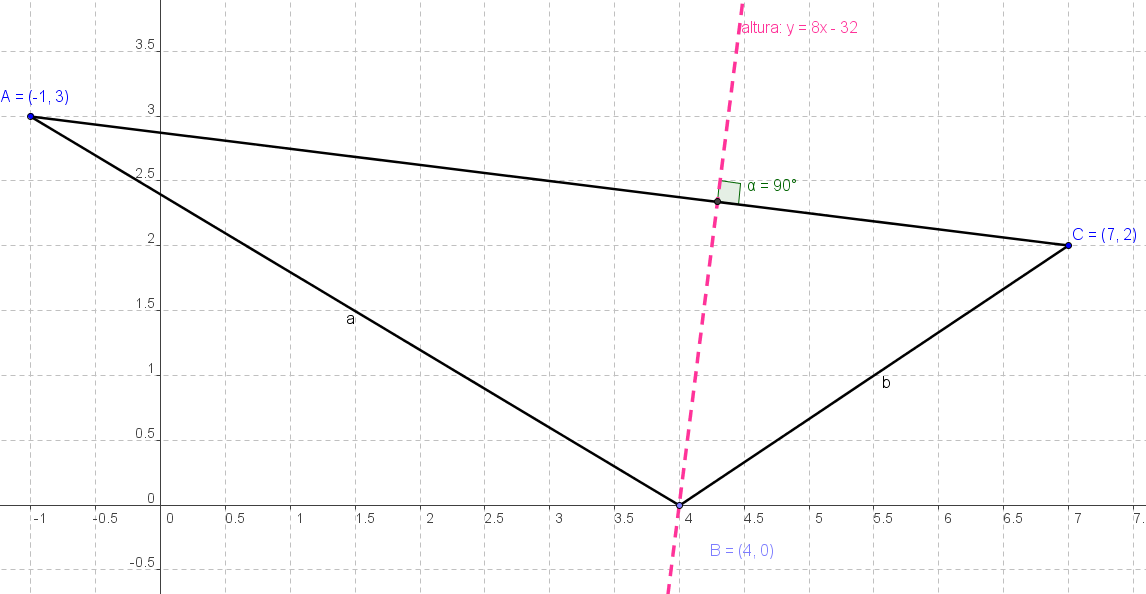 altura: y = 8x - 32
3.5
A = (-1, 3)
3
2.5
α = 90°
C = (7, 2)
2
1.5
a
1
b
0.5
0
-1 -0.5 0 0.5 1 1.5 2 2.5 3 3.5 4 4.5 5 5.5 6 6.5 7 7.
B = (4, 0)
-0.5